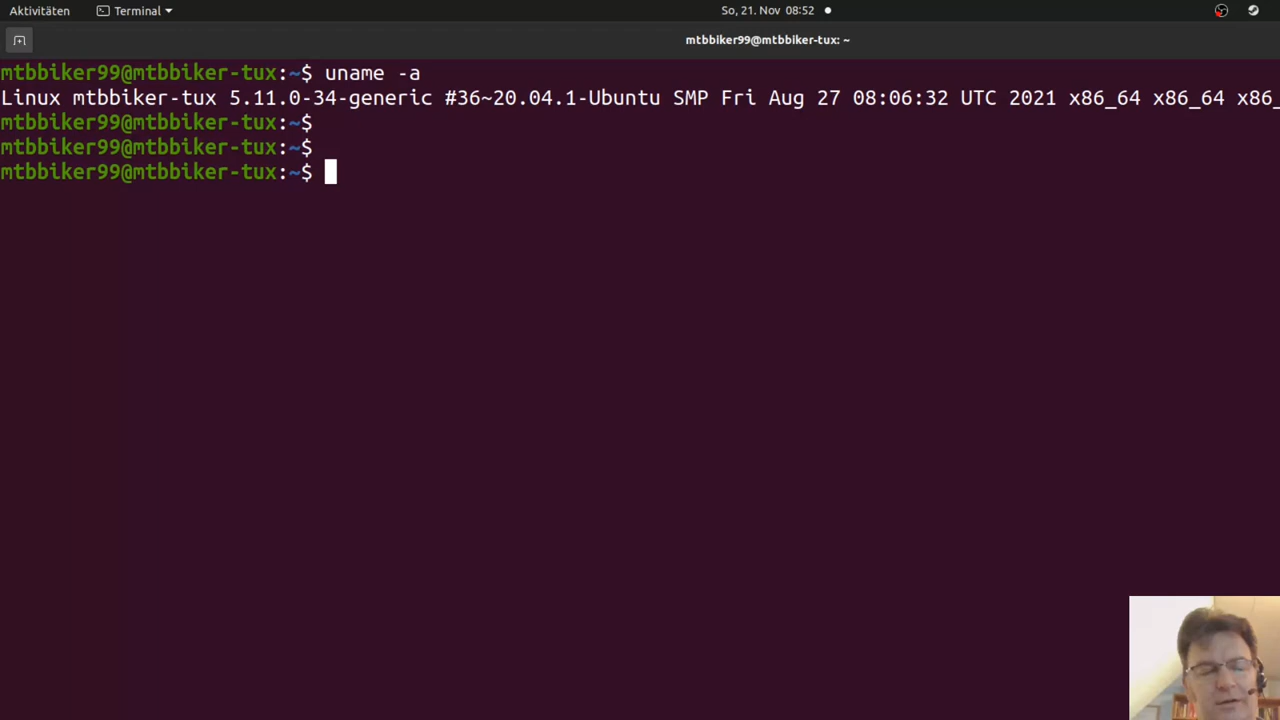 Aktivitäten Terminal So, 21. Nov 08:52
mtbbiker99@mtbbiker-tux: ~
mtbbiker99@mtbbiker-tux:~$ uname -a
Linux mtbbiker-tux 5.11.0-34-generic #36~20.04.1-Ubuntu SMP Fri Aug 27 08:06:32 UTC 2021 x86_64 x86_64 x86_
mtbbiker99@mtbbiker-tux:~$
mtbbiker99@mtbbiker-tux:~$
mtbbiker99@mtbbiker-tux:~$